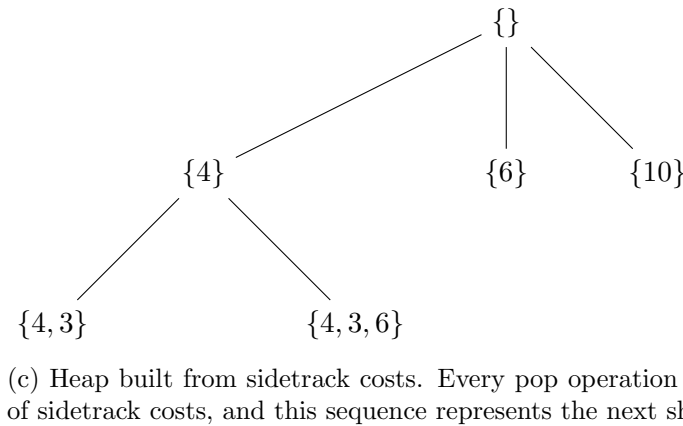 {}
{4} {6} {10}
{4, 3} {4, 3, 6}
(c) Heap built from sidetrack costs. Every pop operation
of sidetrack costs, and this sequence represents the next